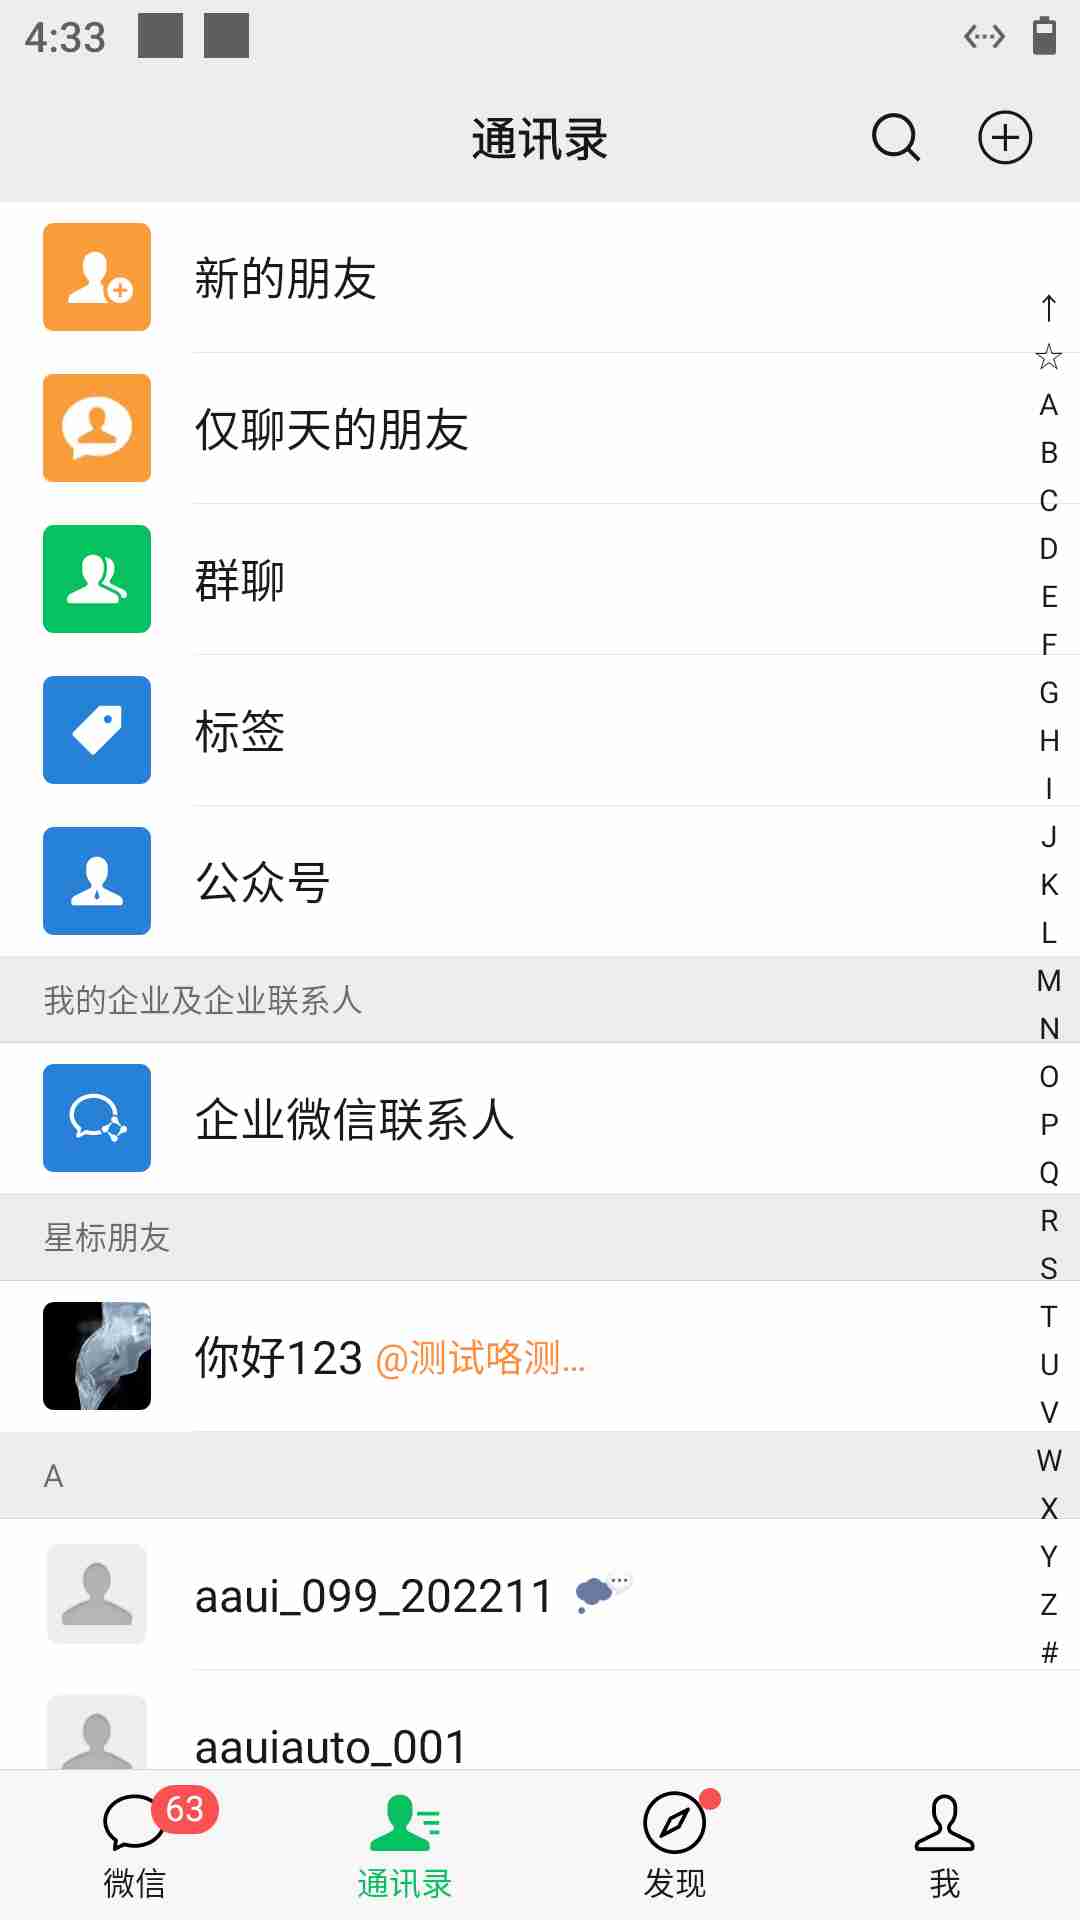 4:33
通讯录
新的朋友
仅聊天的朋友
群聊
标签
公众号
我的企业及企业联系人
企业微信联系人
星标朋友
你好123 @测试咯测...
A
aaui_099_202211
aauiauto_001
↑
☆
A
B
C
D
E
F
G
H
I
J
K
L
M
N
O
P
Q
R
S
T
U
V
W
X
Y
Z
#
63
微信
通讯录
发现
我